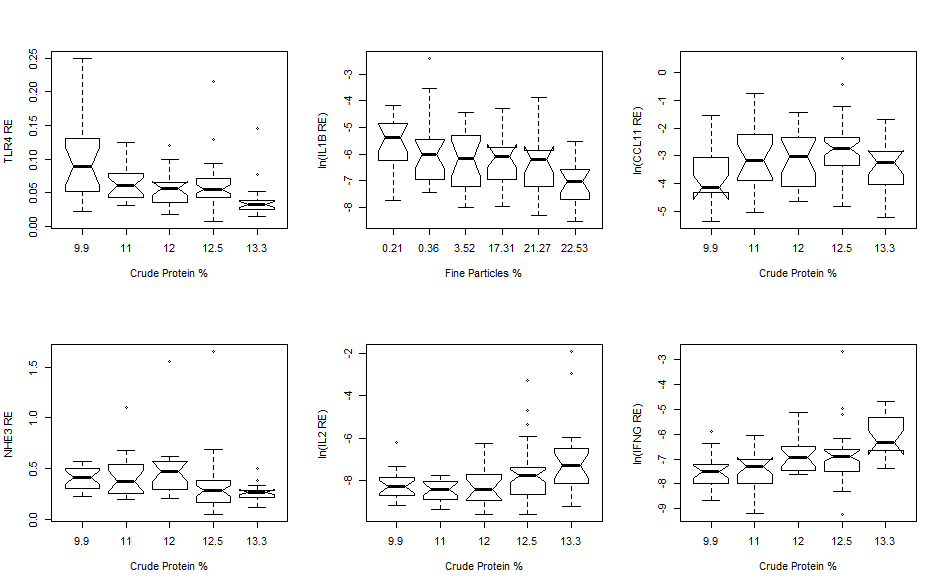 TLR4 RE
0.00 0.05 0.10 0.15 0.20 0.25
9.9 11 12 12.5 13.3
Crude Protein %
ln(IL1B RE)
-8 -7 -6 -5 -4 -3
0.21 0.36 3.52 17.31 21.27 22.53
Fine Particles %
ln(CCL11 RE)
-5 -4 -3 -2 -1 0
9.9 11 12 12.5 13.3
Crude Protein %
NHE3 RE
0.0 0.5 1.0 1.5
9.9 11 12 12.5 13.3
Crude Protein %
ln(IL2 RE)
-8 -6 -4 -2
9.9 11 12 12.5 13.3
Crude Protein %
ln(IFNG RE)
-9 -8 -7 -6 -5 -4 -3
9.9 11 12 12.5 13.3
Crude Protein %